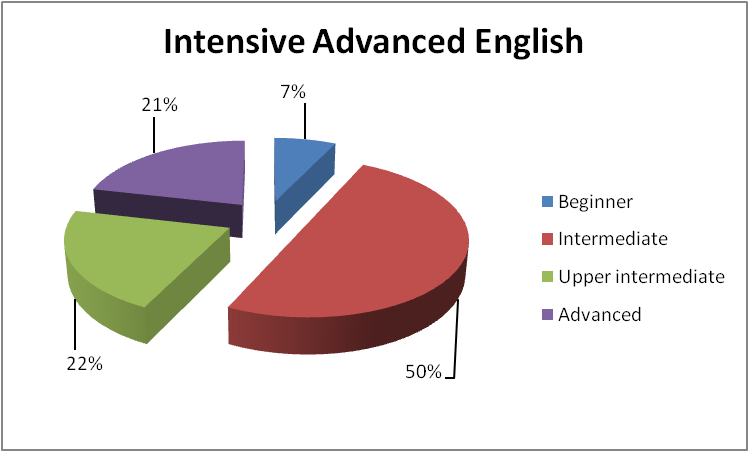 Intensive Advanced English
21%
7%
22%
50%
Beginner
Intermediate
Upper intermediate
Advanced